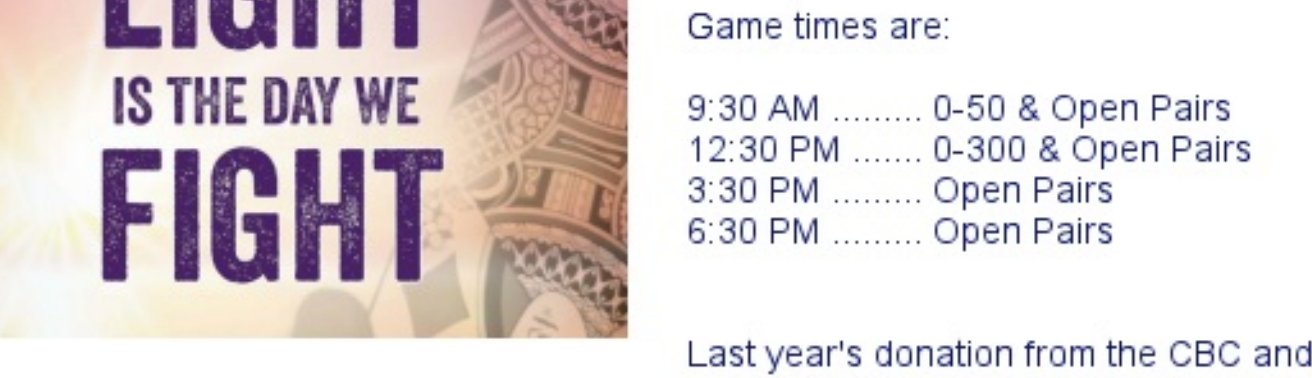 LIGHT
IS THE DAY WE
FIGHT
Game times are:
9:30 AM ......... 0-50 & Open Pairs
12:30 PM ....... 0-300 & Open Pairs
3:30 PM ......... Open Pairs
6:30 PM ......... Open Pairs
Last year's donation from the CBC and